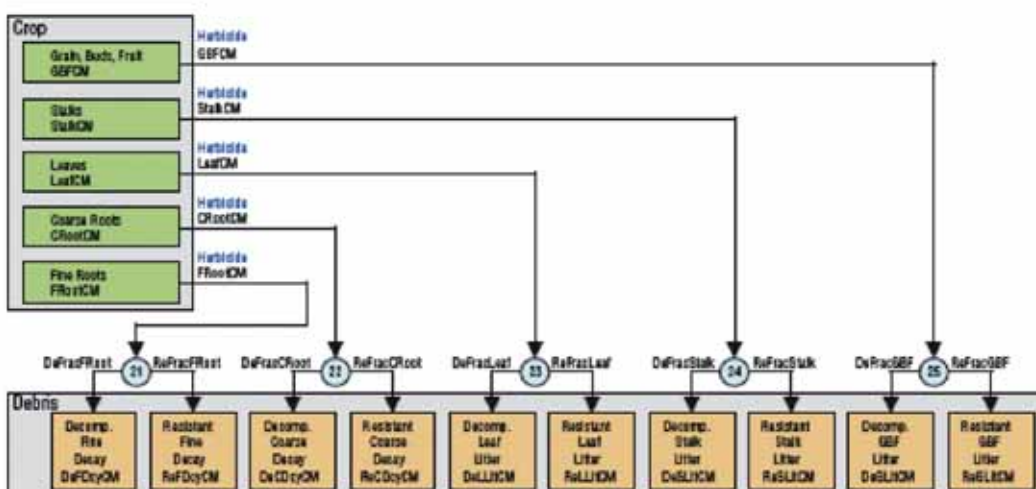 Crop
Grain, Buds, Fruit
GBFCM
Herbicide
GBFCM
Stalks
StalkCM
Herbicide
StalkCM
Leaves
LeafCM
Herbicide
LeafCM
Coarse Roots
CRootCM
Herbicide
CRootCM
Fine Roots
FRootCM
Herbicide
FRootCM
DeFracFRoot
21
ReFracFRoot
DeFracCRoot
22
ReFracCRoot
DeFracLeaf
23
ReFracLeaf
DeFracStalk
24
ReFracStalk
DeFracGBF
25
ReFracGBF
Debris
Decomp.
Fine
Decay
DeFDcyCM
Resistant
Fine
Decay
ReFDcyCM
Decomp.
Coarse
Decay
DeCDcyCM
Resistant
Coarse
Decay
ReCDcyCM
Decomp.
Leaf
Litter
DeLLitCM
Resistant
Leaf
Litter
ReLLitCM
Decomp.
Stalk
Litter
DeSLitCM
Resistant
Stalk
Litter
ReSLitCM
Decomp.
GBF
Litter
DeSLitCM
Resistant
GBF
Litter
ReSLitCM